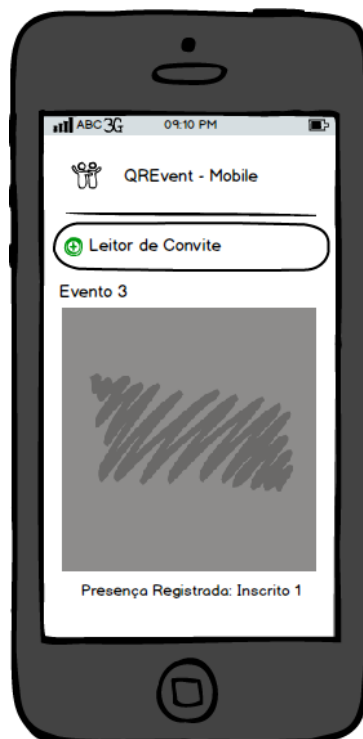 ABC 3G 09:10 PM
QREvent - Mobile
Leitor de Convite
Evento 3
Presença Registrada: Inscrito 1